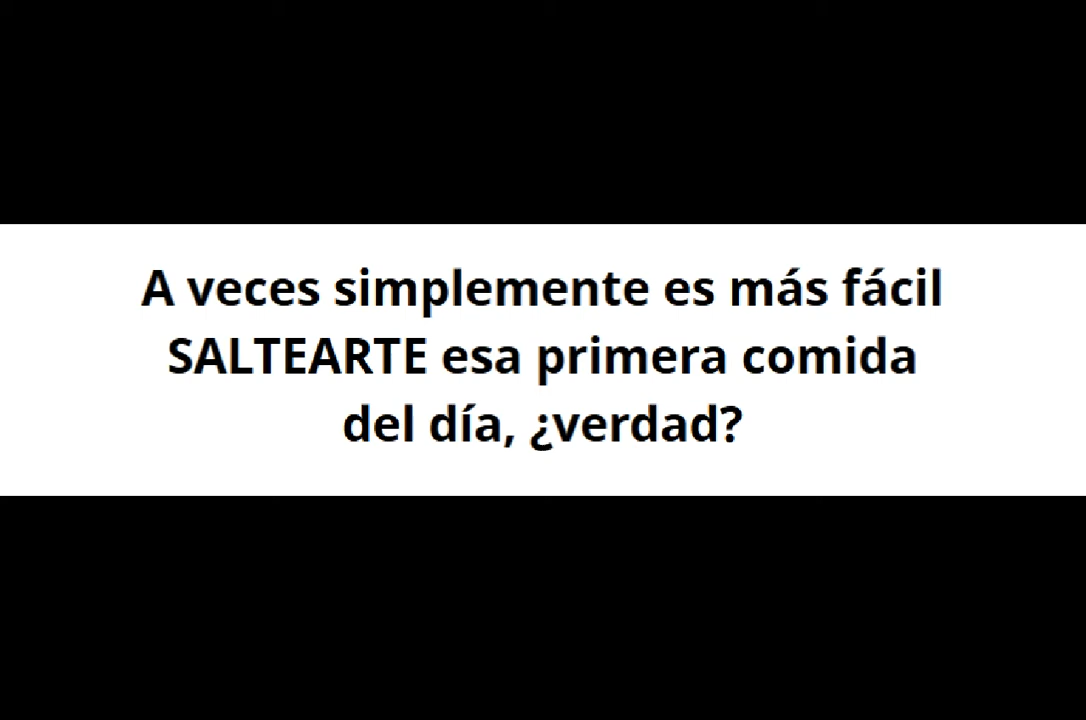 A veces simplemente es más fácil
SALTEARTE esa primera comida
del día, ¿verdad?